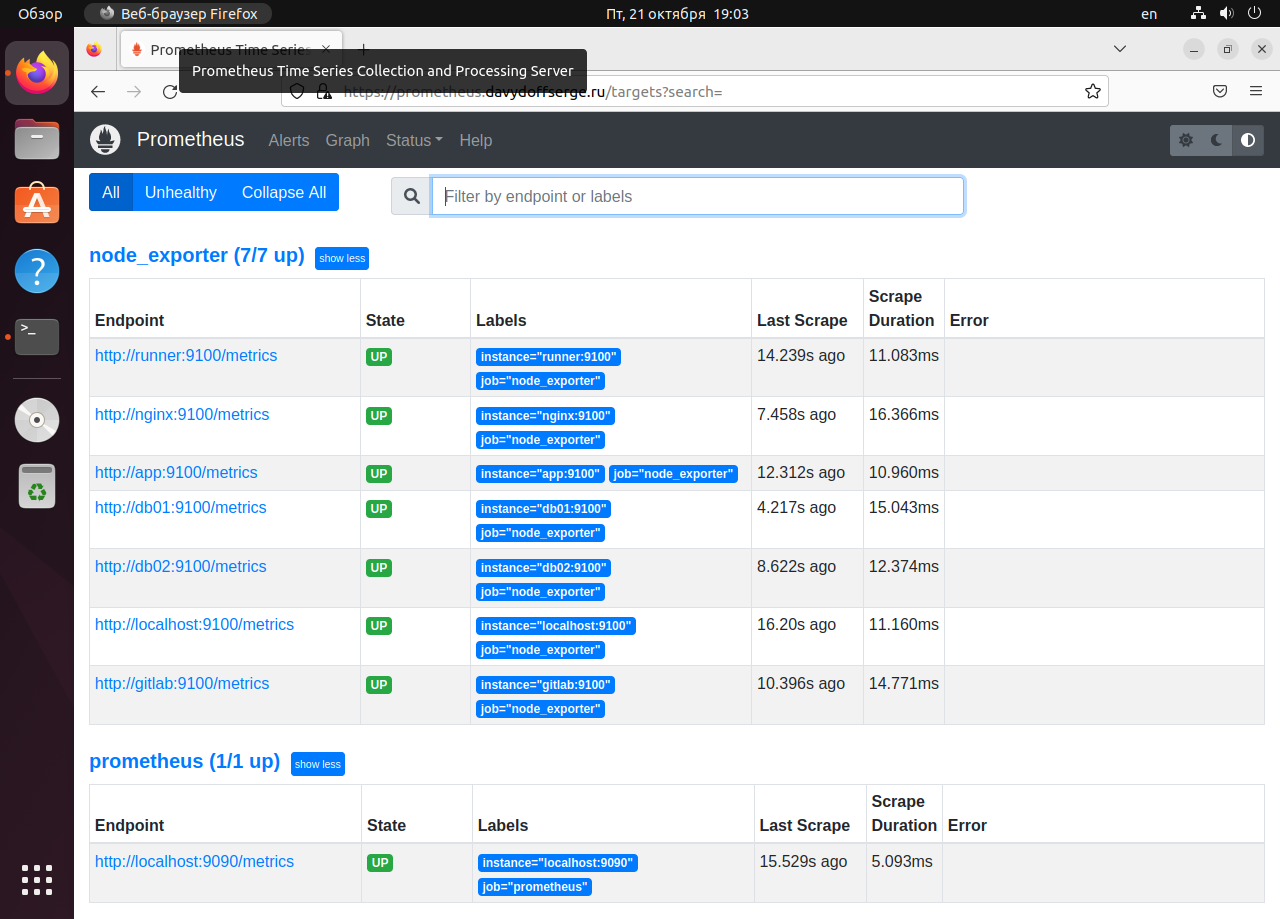 Обзор
Веб-браузер Firefox
Пт, 21 октября 19:03
en
Prometheus Time Series
Prometheus Time Series Collection and Processing Server
https://prometheus.davydoffserge.ru/targets?search=
Prometheus
Alerts
Graph
Status
Help
All
Unhealthy
Collapse All
Filter by endpoint or labels
node_exporter (7/7 up) show less
Endpoint State Labels Last Scrape Scrape Duration Error
http://runner:9100/metrics UP instance="runner:9100" 14.239s ago 11.083ms
job="node_exporter"
http://nginx:9100/metrics UP instance="nginx:9100" 7.458s ago 16.366ms
job="node_exporter"
http://app:9100/metrics UP instance="app:9100" job="node_exporter" 12.312s ago 10.960ms
http://db01:9100/metrics UP instance="db01:9100" 4.217s ago 15.043ms
job="node_exporter"
http://db02:9100/metrics UP instance="db02:9100" 8.622s ago 12.374ms
job="node_exporter"
http://localhost:9100/metrics UP instance="localhost:9100" 16.20s ago 11.160ms
job="node_exporter"
http://gitlab:9100/metrics UP instance="gitlab:9100" 10.396s ago 14.771ms
job="node_exporter"
prometheus (1/1 up) show less
Endpoint State Labels Last Scrape Scrape Duration Error
http://localhost:9090/metrics UP instance="localhost:9090" 15.529s ago 5.093ms
job="prometheus"